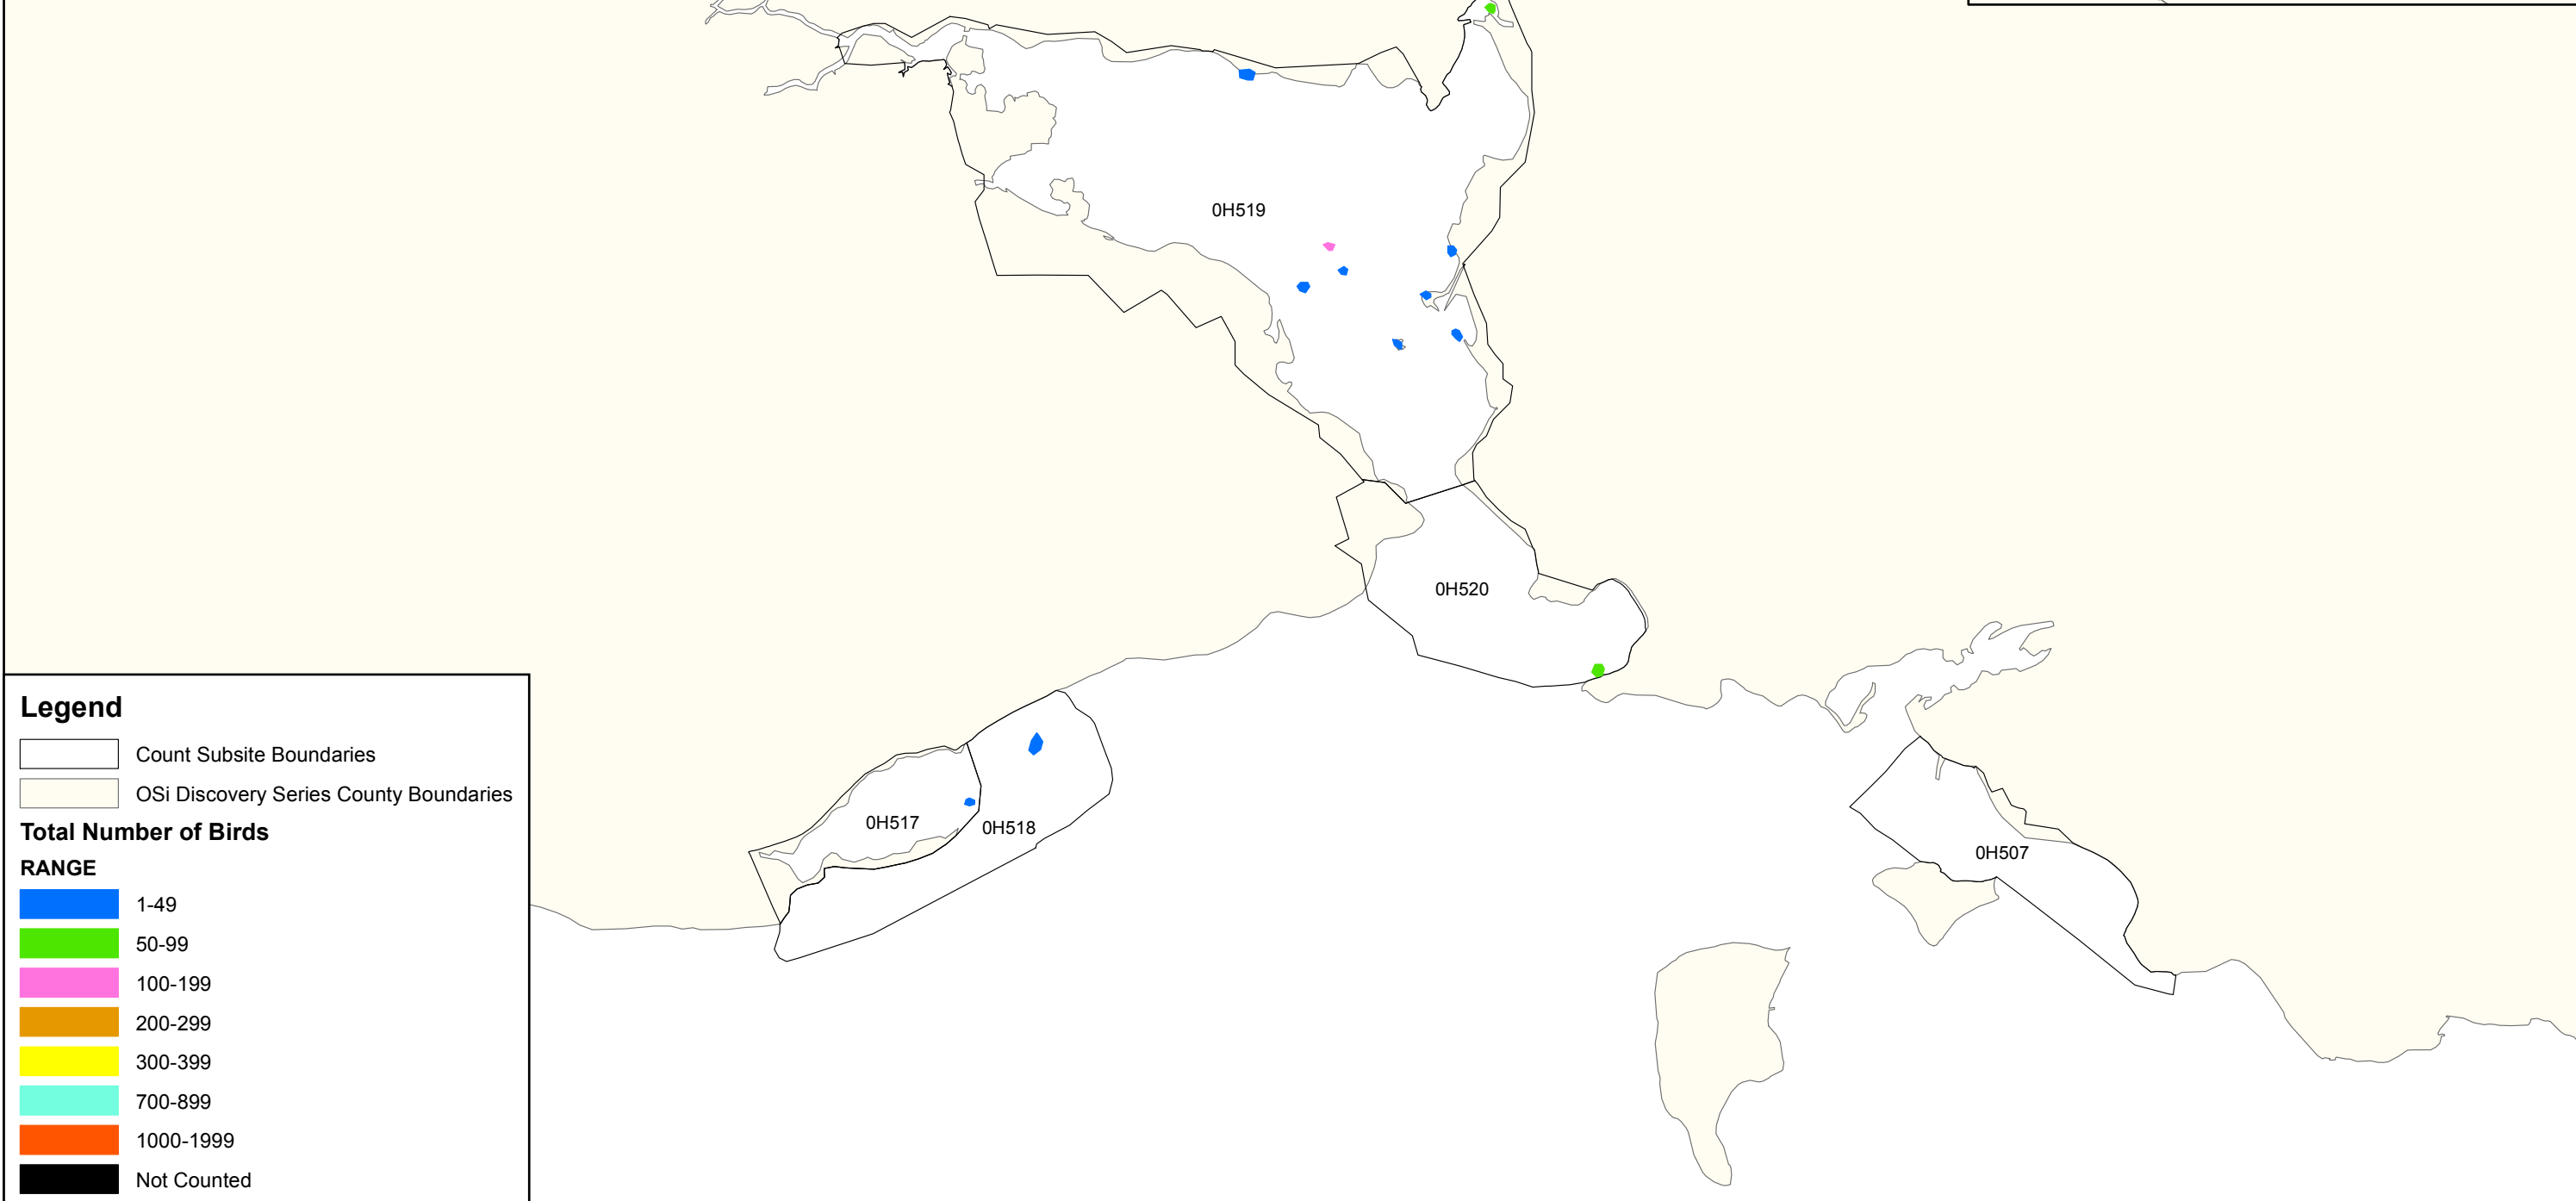 0H519
0H520
0H517
0H518
0H507
Legend
Count Subsite Boundaries
OSi Discovery Series County Boundaries
Total Number of Birds
RANGE
1-49
50-99
100-199
200-299
300-399
700-899
1000-1999
Not Counted